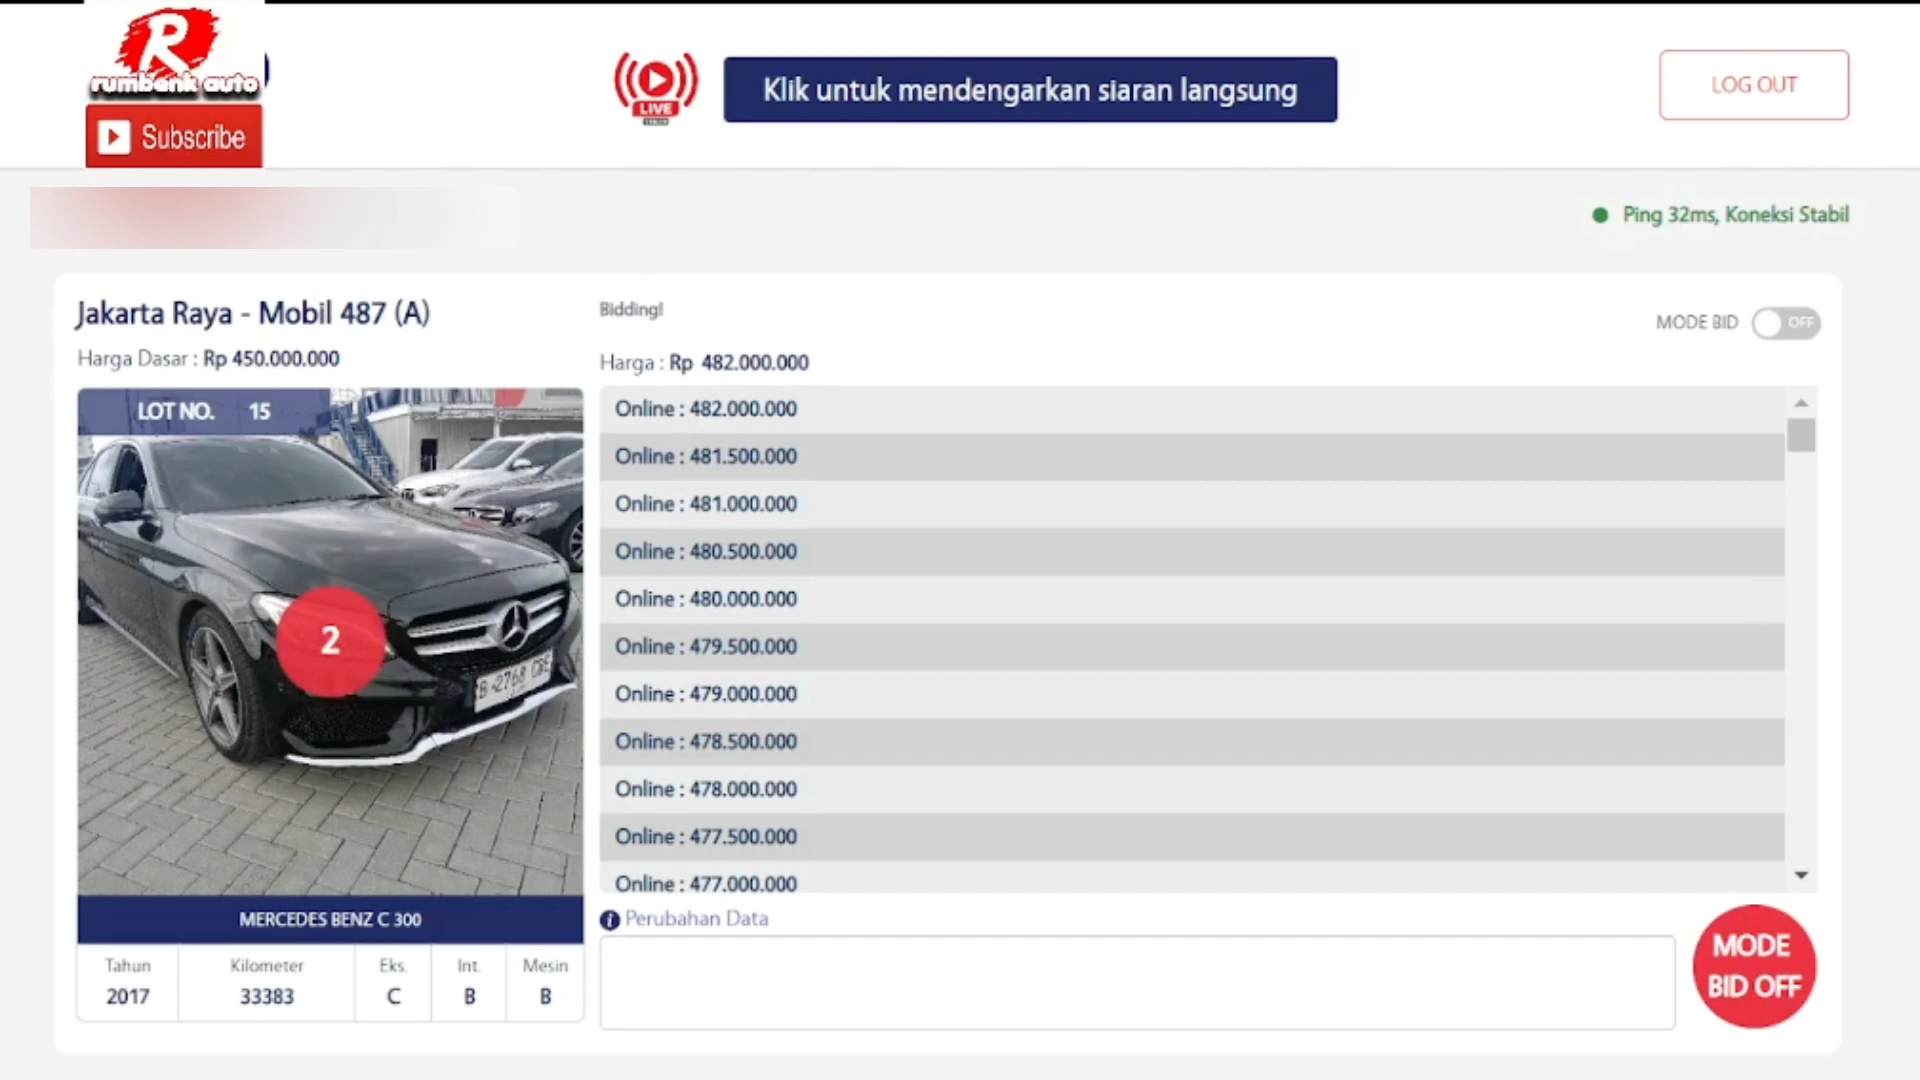 R
rumbenk auto
Subscribe
LIVE
Klik untuk mendengarkan siaran langsung
LOG OUT
Ping 32ms, Koneksi Stabil
Jakarta Raya - Mobil 487 (A)
Harga Dasar : Rp 450.000.000
LOT NO. 15
2
B 2768 CBE
MERCEDES BENZ C 300
Tahun Kilometer Eks. Int. Mesin
2017 33383 C B B
Bidding!
MODE BID OFF
Harga : Rp 482.000.000
Online : 482.000.000
Online : 481.500.000
Online : 481.000.000
Online : 480.500.000
Online : 480.000.000
Online : 479.500.000
Online : 479.000.000
Online : 478.500.000
Online : 478.000.000
Online : 477.500.000
Online : 477.000.000
Perubahan Data
MODE
BID OFF